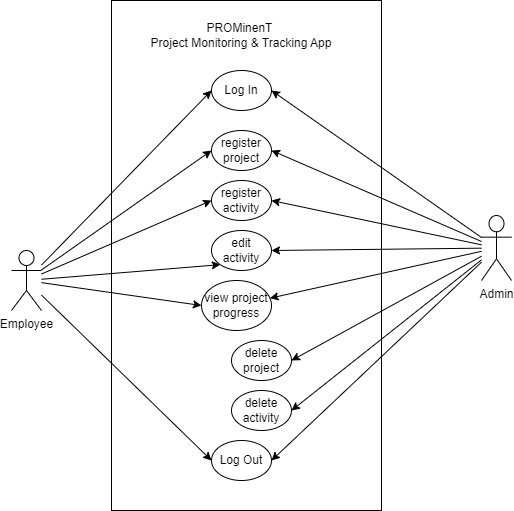 PROMinenT
Project Monitoring & Tracking App
Log In
register
project
register
activity
edit
activity
view project
progress
Employee
Admin
delete
project
delete
activity
Log Out